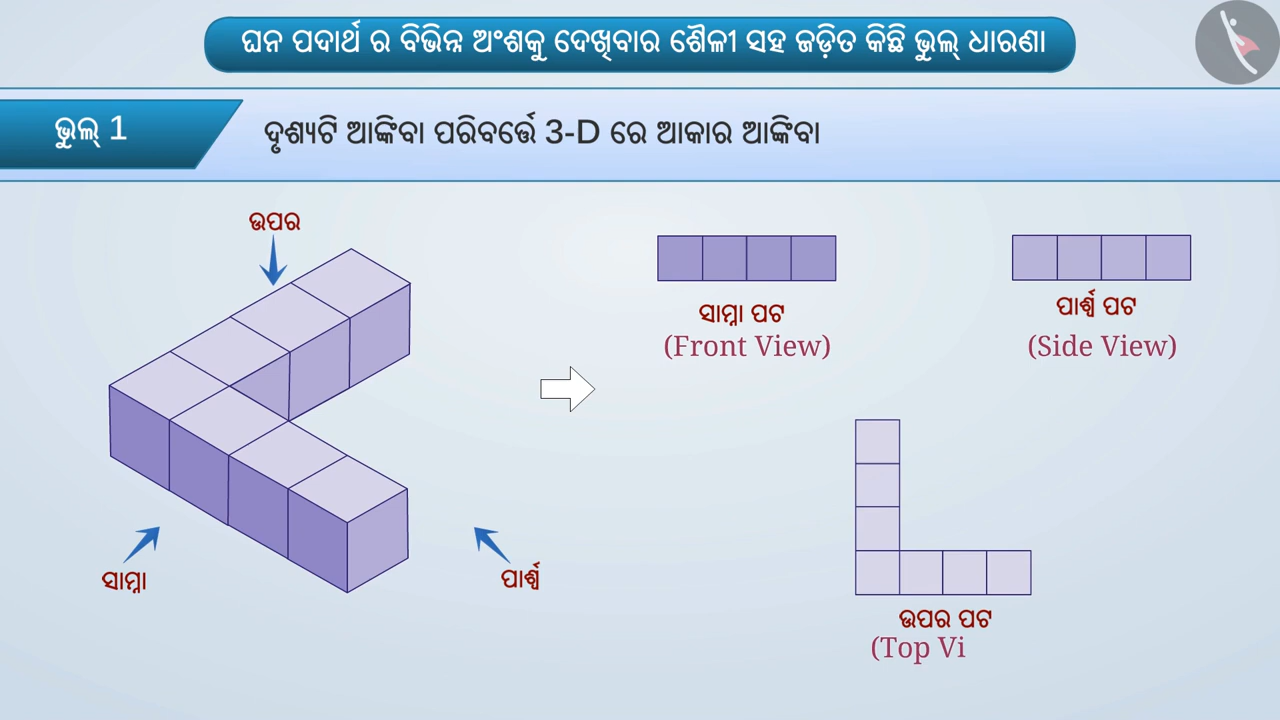 ଘନ ପଦାର୍ଥ ର ବିଭିନ୍ନ ଅଂଶକୁ ଦେଖିବାର ଶୈଳୀ ସହ ଜଡ଼ିତ କିଛି ଭୁଲ୍ ଧାରଣା
ଭୁଲ୍ 1
ଦୃଶ୍ୟଟି ଆଙ୍କିବା ପରିବର୍ତ୍ତେ 3-D ରେ ଆକାର ଆଙ୍କିବା
ଉପର
ସାମ୍ନା
ପାର୍ଶ୍ଵ
ସାମ୍ନା ପଟ
(Front View)
ପାର୍ଶ୍ଵ ପଟ
(Side View)
ଉପର ପଟ
(Top Vi